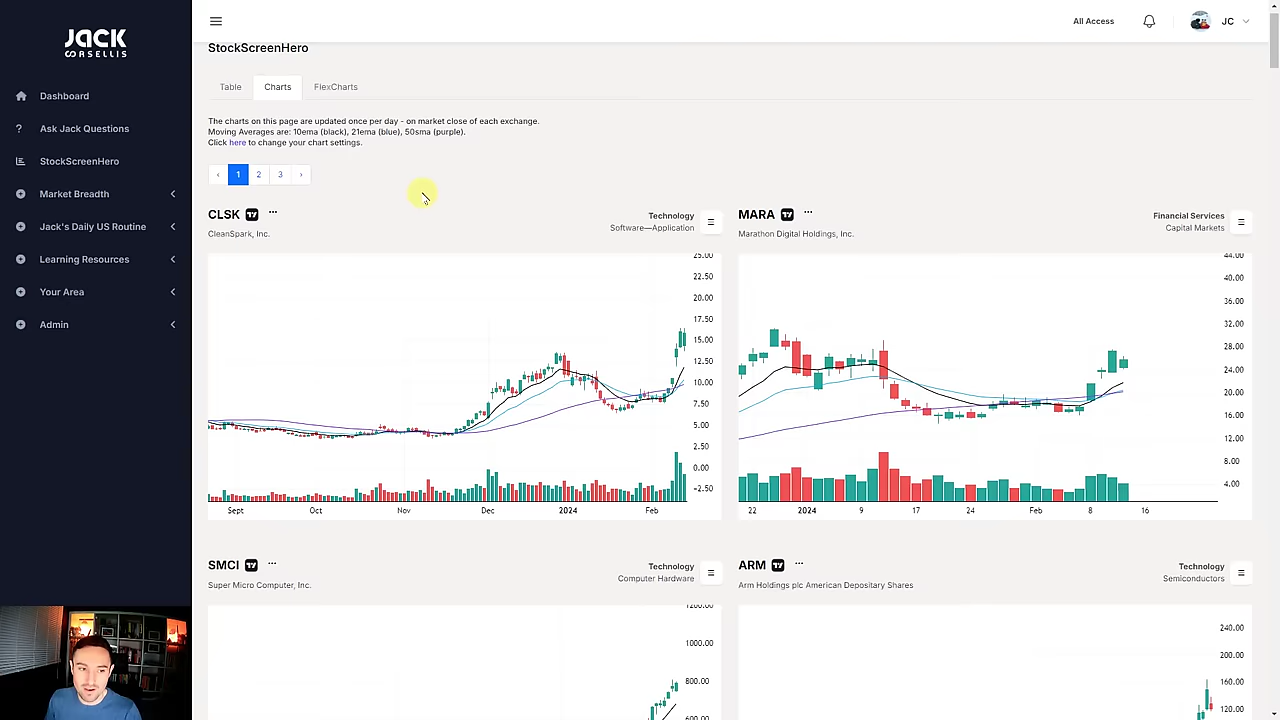 JACK
CORSELLIS
Dashboard
Ask Jack Questions
StockScreenHero
Market Breadth
Jack's Daily US Routine
Learning Resources
Your Area
Admin
All Access
JC
StockScreenHero
Table
Charts
FlexCharts
The charts on this page are updated once per day - on market close of each exchange.
Moving Averages are: 10ema (black), 21ema (blue), 50sma (purple).
Click here to change your chart settings.
‹ 1 2 3 ›
CLSK
CleanSpark, Inc.
Technology
Software—Application
25.00
22.50
20.00
17.50
15.00
12.50
10.00
7.50
5.00
2.50
0.00
-2.50
Sept Oct Nov Dec 2024 Feb
MARA
Marathon Digital Holdings, Inc.
Financial Services
Capital Markets
44.00
40.00
36.00
32.00
28.00
24.00
20.00
16.00
12.00
8.00
4.00
22 2024 9 17 24 Feb 8 16
SMCI
Super Micro Computer, Inc.
Technology
Computer Hardware
1200.00
1000.00
800.00
600.00
ARM
Arm Holdings plc American Depositary Shares
Technology
Semiconductors
240.00
200.00
160.00
120.00